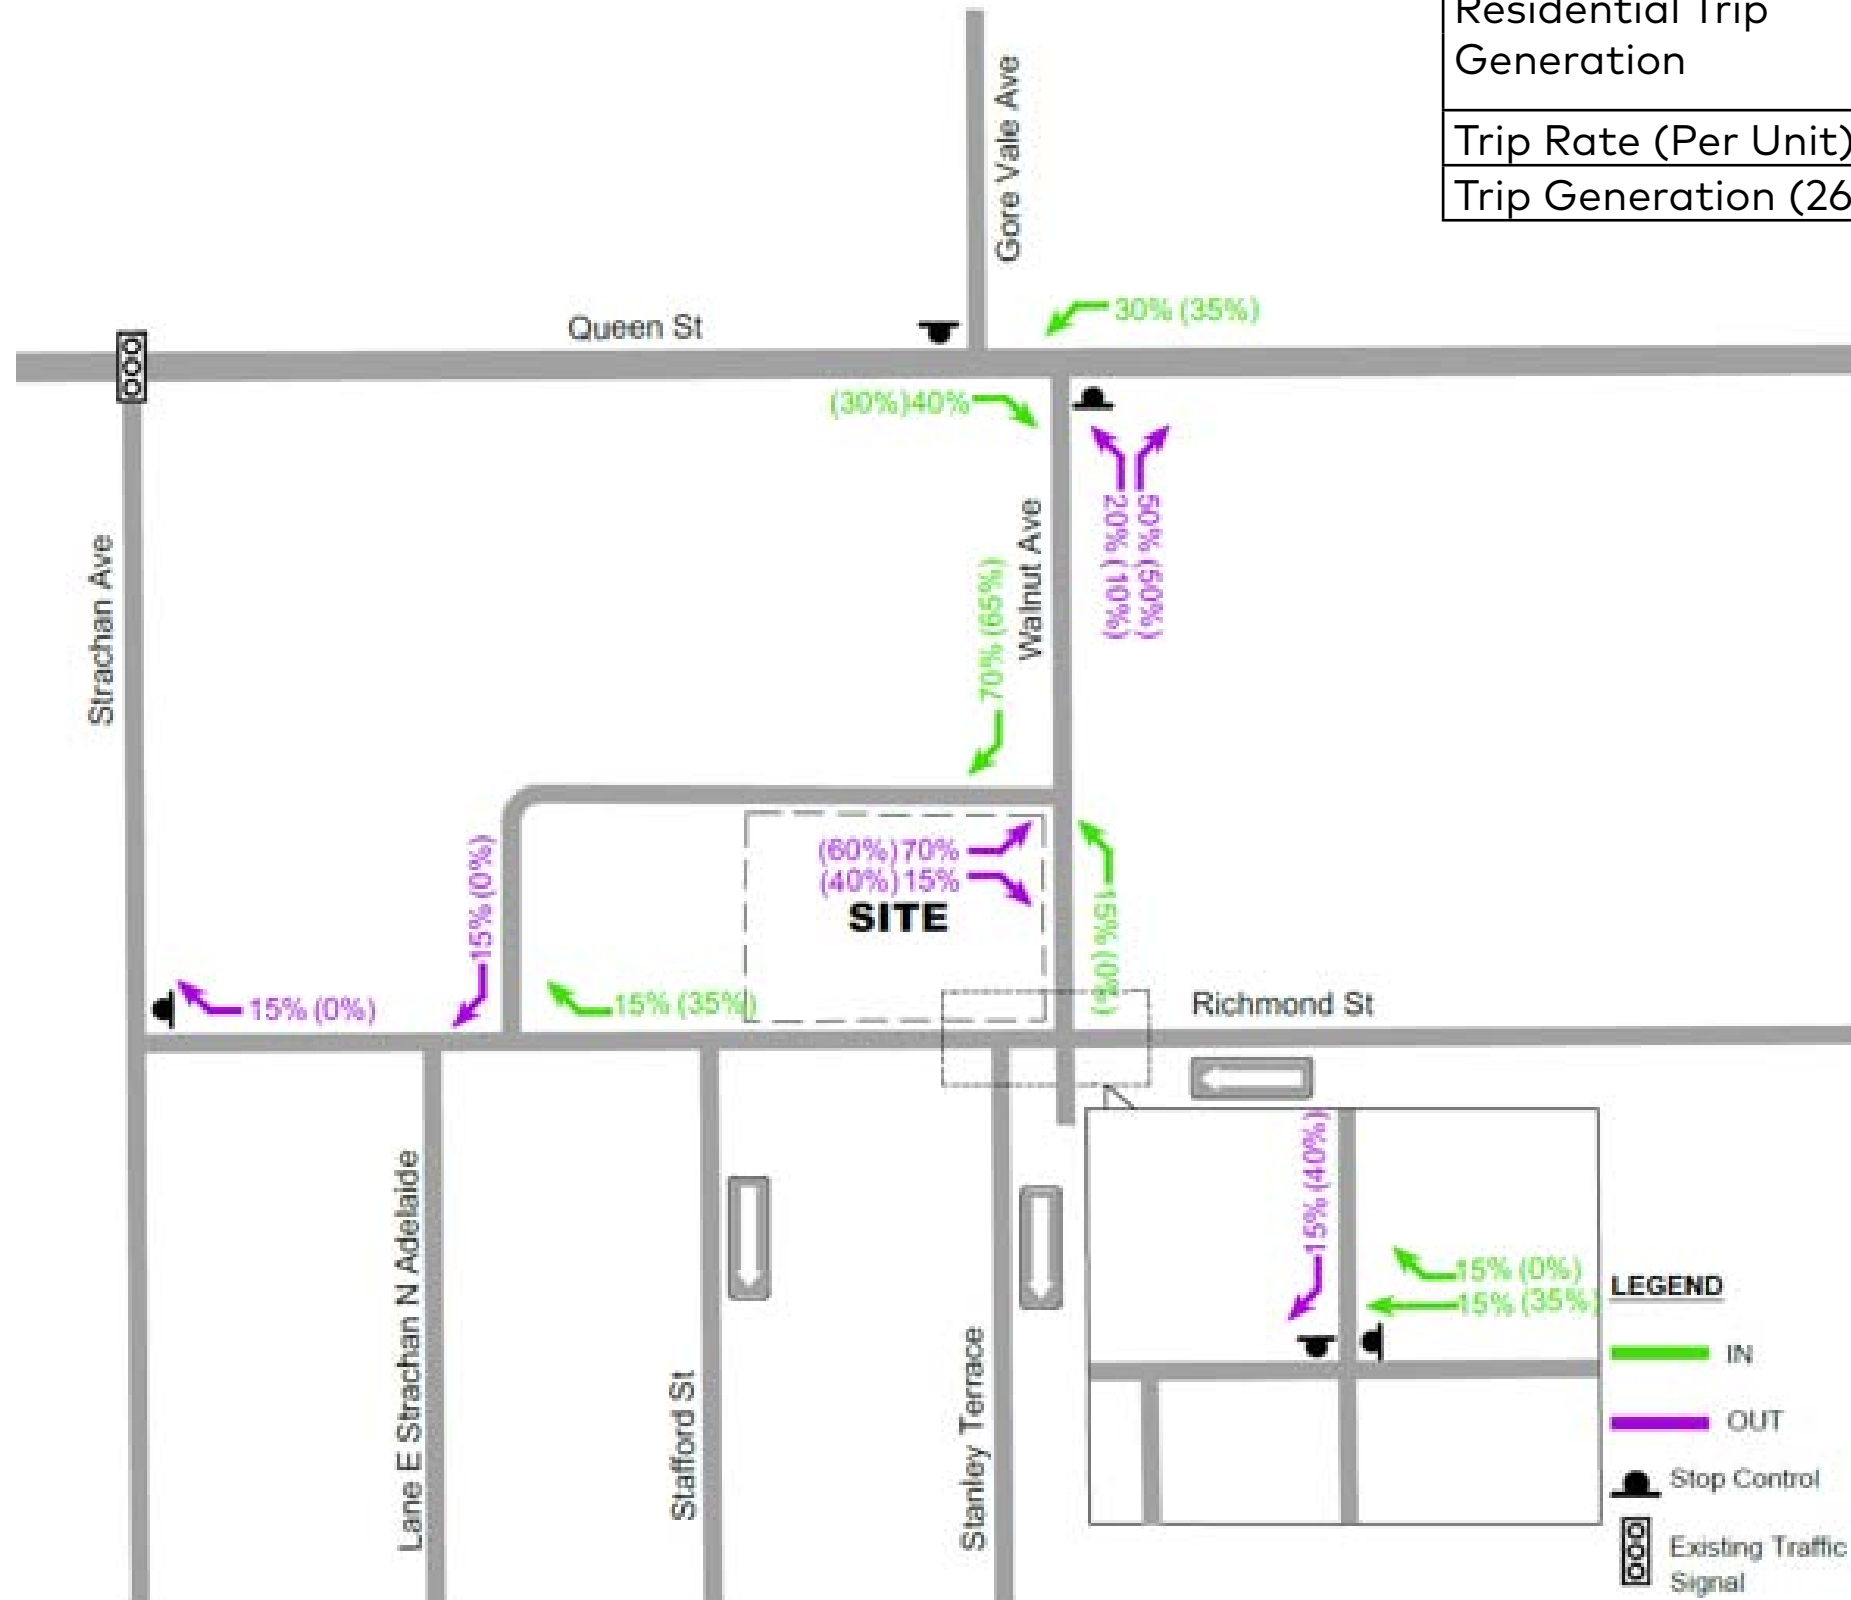 Residential Trip
Generation
Trip Rate (Per Unit)
Trip Generation (26
Gore Vale Ave
30% (35%)
Queen St
(30%)40%
20% (10%)
50% (50%)
Walnut Ave
70% (65%)
Strachan Ave
(60%)70%
(40%)15%
SITE
15% (0%)
15% (0%)
15% (0%)
15% (35%)
Richmond St
Lane E Strachan N Adelaide
Stafford St
Stanley Terrace
15% (40%)
15% (0%)
15% (35%)
LEGEND
IN
OUT
Stop Control
Existing Traffic
Signal